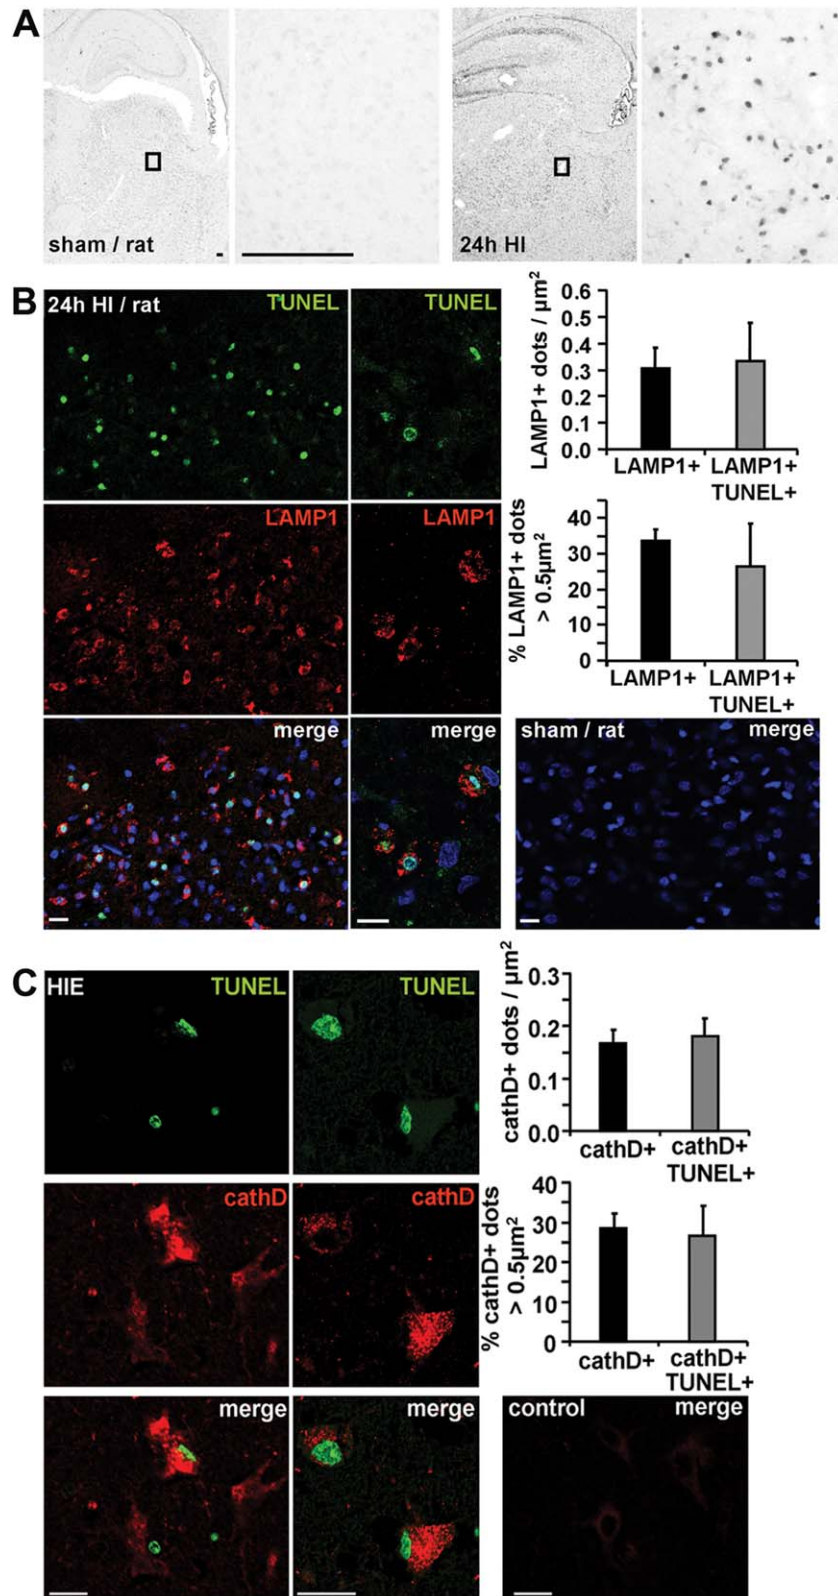 A
sham / rat
24h HI
B
24h HI / rat
TUNEL
TUNEL
LAMP1
LAMP1
merge
merge
LAMP1+ dots / µm²
0.6
0.5
0.4
0.3
0.2
0.1
0.0
LAMP1+
LAMP1+
TUNEL+
% LAMP1+ dots
> 0.5µm²
40
30
20
10
0
LAMP1+
LAMP1+
TUNEL+
sham / rat
merge
C
HIE
TUNEL
TUNEL
cathD
cathD
merge
merge
cathD+ dots / µm²
0.3
0.2
0.1
0.0
cathD+
cathD+
TUNEL+
% cathD+ dots
> 0.5µm²
40
30
20
10
0
cathD+
cathD+
TUNEL+
control
merge